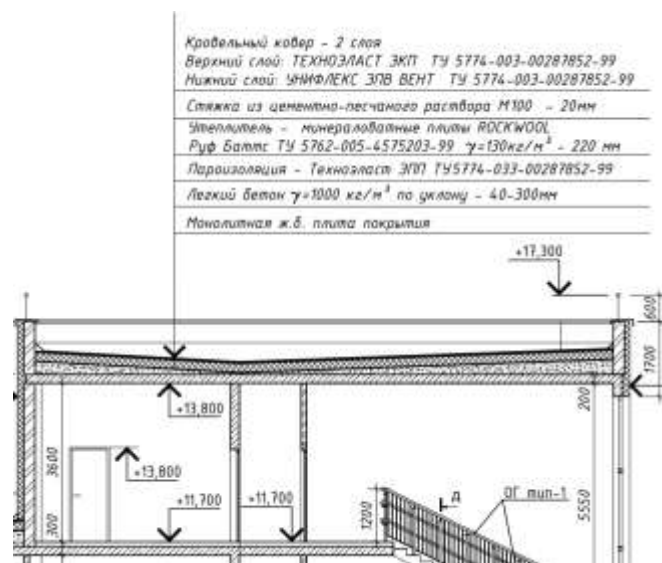 Кровельный ковер - 2 слоя
Верхний слой: ТЕХНОЭЛАСТ ЭКП ТУ 5774-003-00287852-99
Нижний слой: УНИФЛЕКС ЭПВ ВЕНТ ТУ 5774-003-00287852-99
Стяжка из цементно-песчаного раствора М100 - 20мм
Утеплитель - минераловатные плиты ROCKWOOL
Руф Баттс ТУ 5762-005-4575203-99 γ=130кг/м³ - 220 мм
Пароизоляция - Техноэласт ЭПП ТУ5774-033-00287852-99
Легкий бетон γ=1000 кг/м³ по уклону - 40-300мм
Монолитная ж.б. плита покрытия
+17,300
600
1700
+13,800
200
3600
+13,800
+11,700
+11,700
1200
Д
ОГ тип-1
5550
300